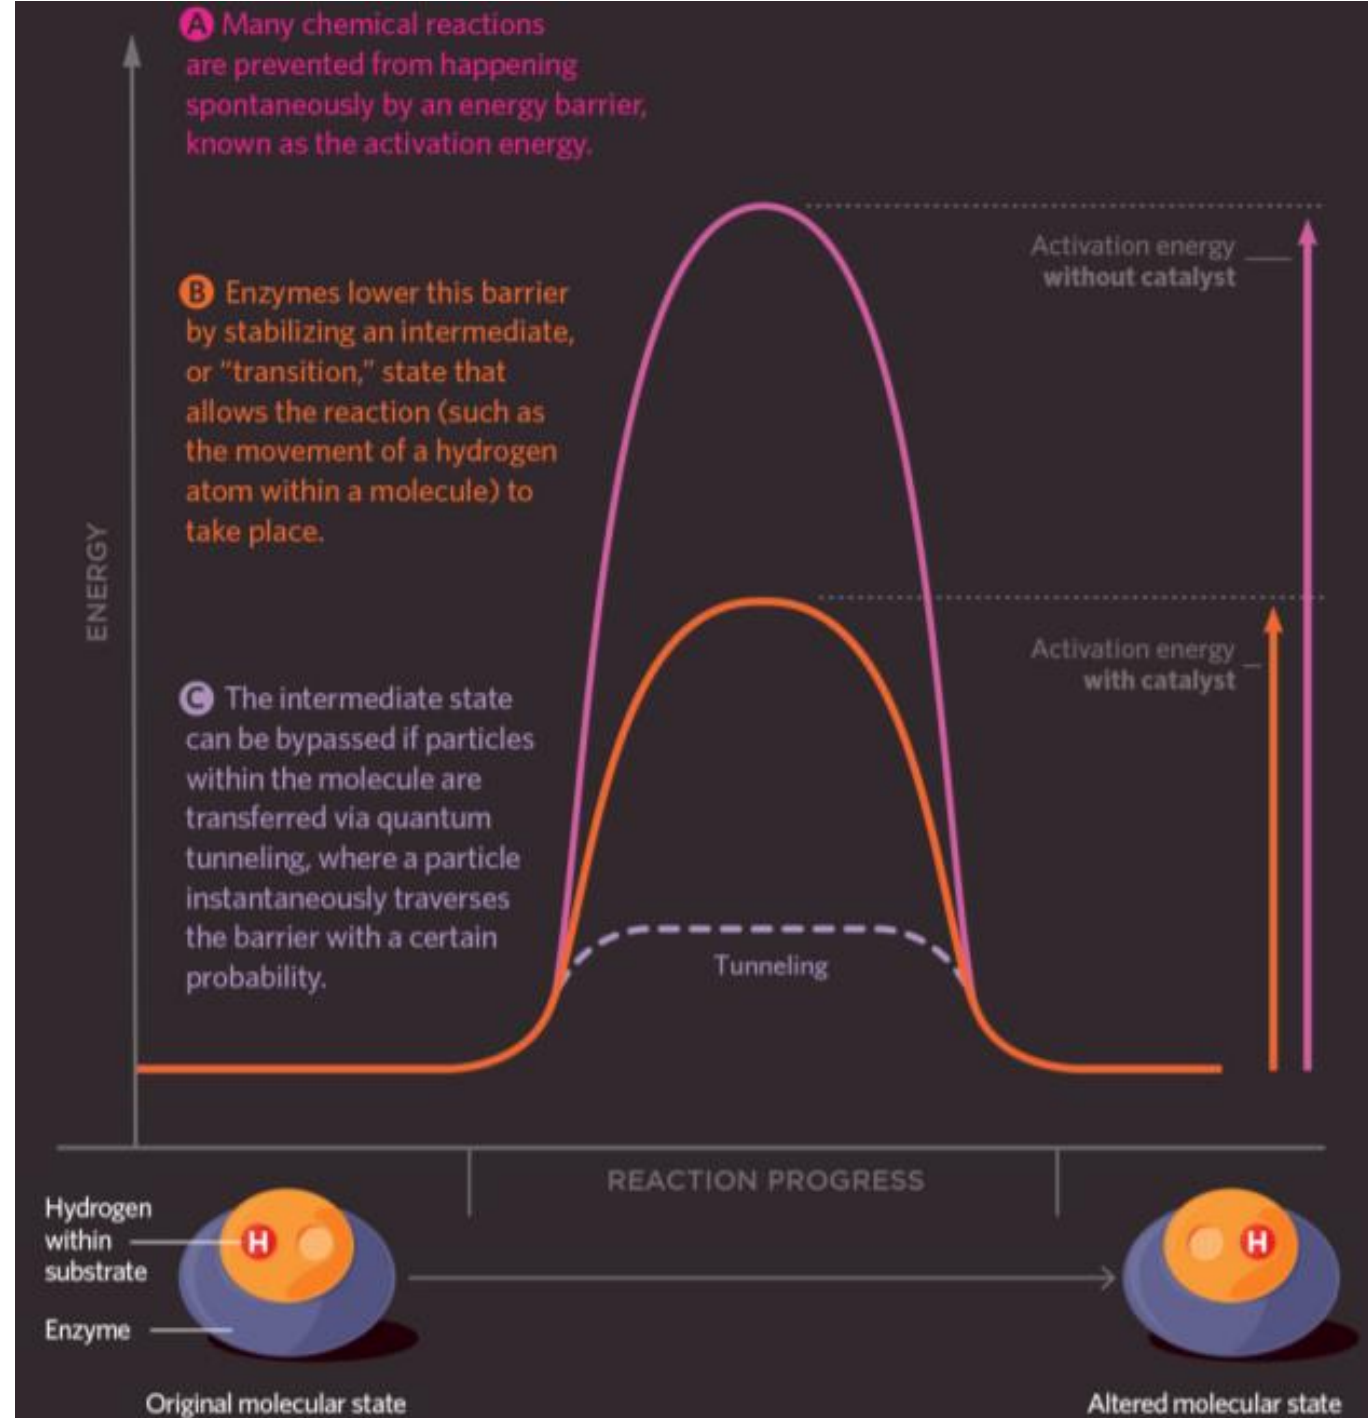 A Many chemical reactions
are prevented from happening
spontaneously by an energy barrier,
known as the activation energy.
Activation energy
without catalyst
B Enzymes lower this barrier
by stabilizing an intermediate,
or “transition,” state that
allows the reaction (such as
the movement of a hydrogen
atom within a molecule) to
take place.
ENERGY
Activation energy
with catalyst
C The intermediate state
can be bypassed if particles
within the molecule are
transferred via quantum
tunneling, where a particle
instantaneously traverses
the barrier with a certain
probability.
Tunneling
REACTION PROGRESS
Hydrogen
within
substrate
H
H
Enzyme
Original molecular state
Altered molecular state